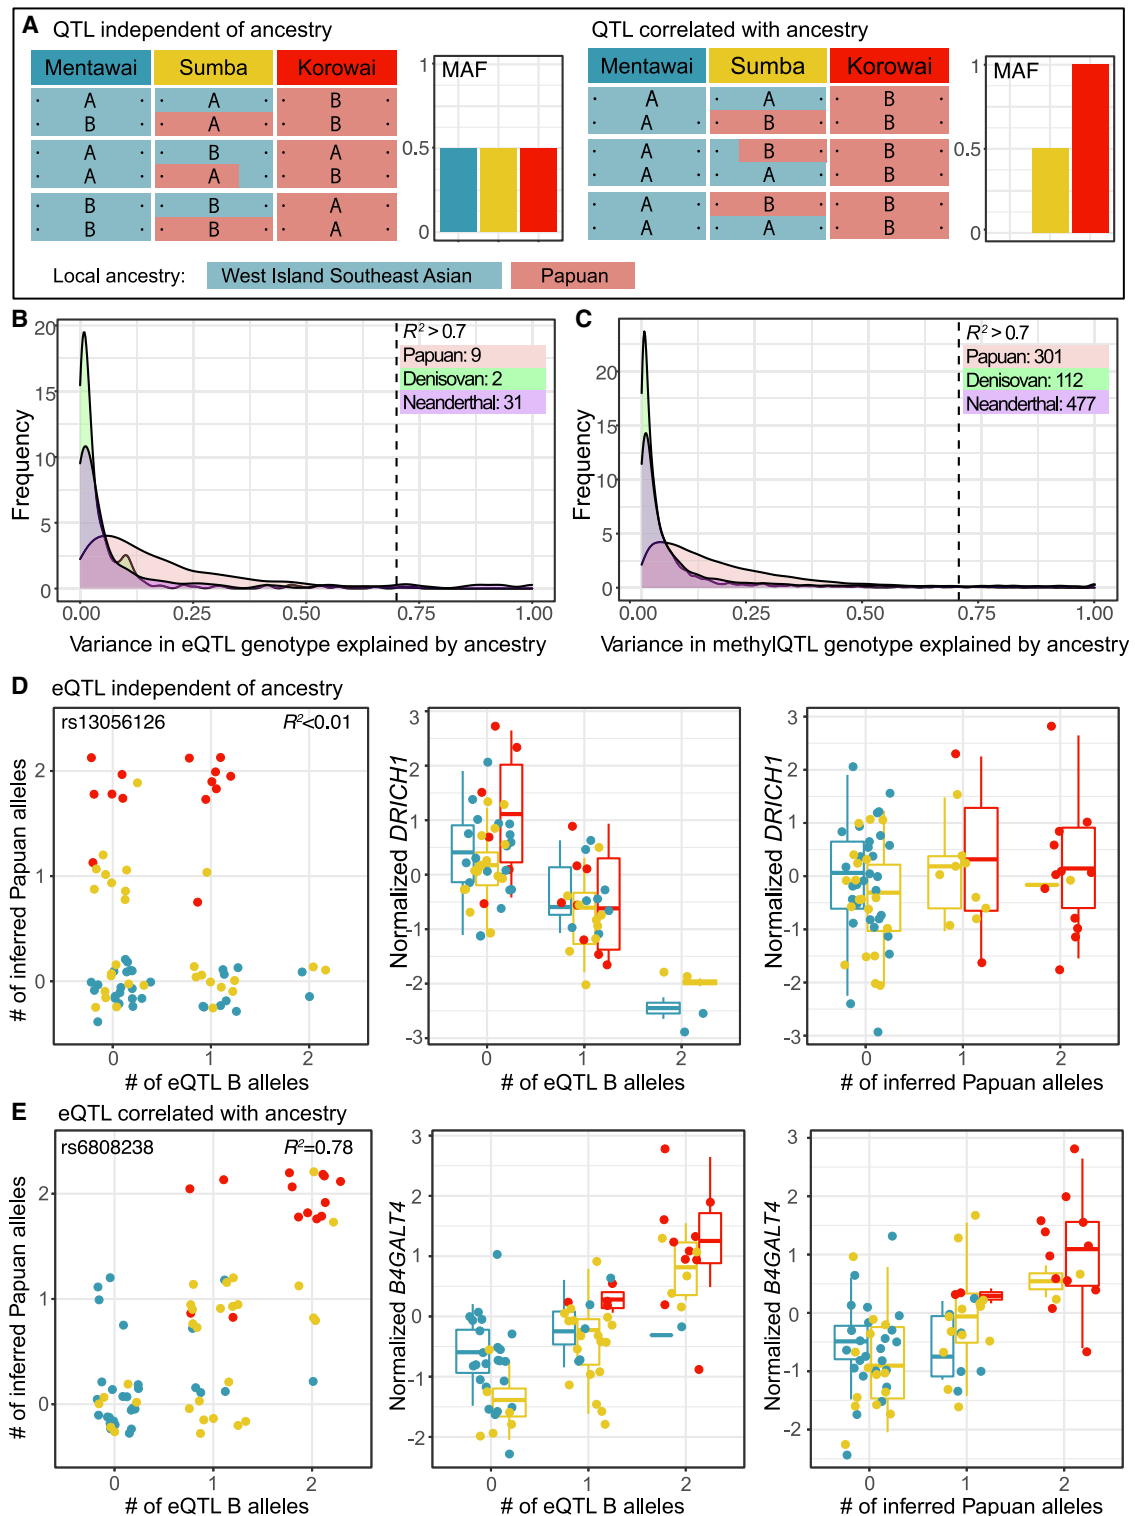 A QTL independent of ancestry
Mentawai Sumba Korowai
A A B
B A B
A B A
A A B
B B A
B B A
MAF
1
0.5
0
QTL correlated with ancestry
Mentawai Sumba Korowai
A A B
A B B
A B B
A A B
A B B
A A B
MAF
1
0.5
0
Local ancestry: West Island Southeast Asian Papuan
B
Frequency
20
15
10
5
0
R² > 0.7
Papuan: 9
Denisovan: 2
Neanderthal: 31
0.00 0.25 0.50 0.75 1.00
Variance in eQTL genotype explained by ancestry
C
Frequency
20
15
10
5
0
R² > 0.7
Papuan: 301
Denisovan: 112
Neanderthal: 477
0.00 0.25 0.50 0.75 1.00
Variance in methylQTL genotype explained by ancestry
D eQTL independent of ancestry
rs13056126 R²<0.01
# of inferred Papuan alleles
2
1
0
0 1 2
# of eQTL B alleles
Normalized DRICH1
3
2
1
0
-1
-2
-3
0 1 2
# of eQTL B alleles
Normalized DRICH1
3
2
1
0
-1
-2
-3
0 1 2
# of inferred Papuan alleles
E eQTL correlated with ancestry
rs6808238 R²=0.78
# of inferred Papuan alleles
2
1
0
0 1 2
# of eQTL B alleles
Normalized B4GALT4
3
2
1
0
-1
-2
0 1 2
# of eQTL B alleles
Normalized B4GALT4
3
2
1
0
-1
-2
0 1 2
# of inferred Papuan alleles